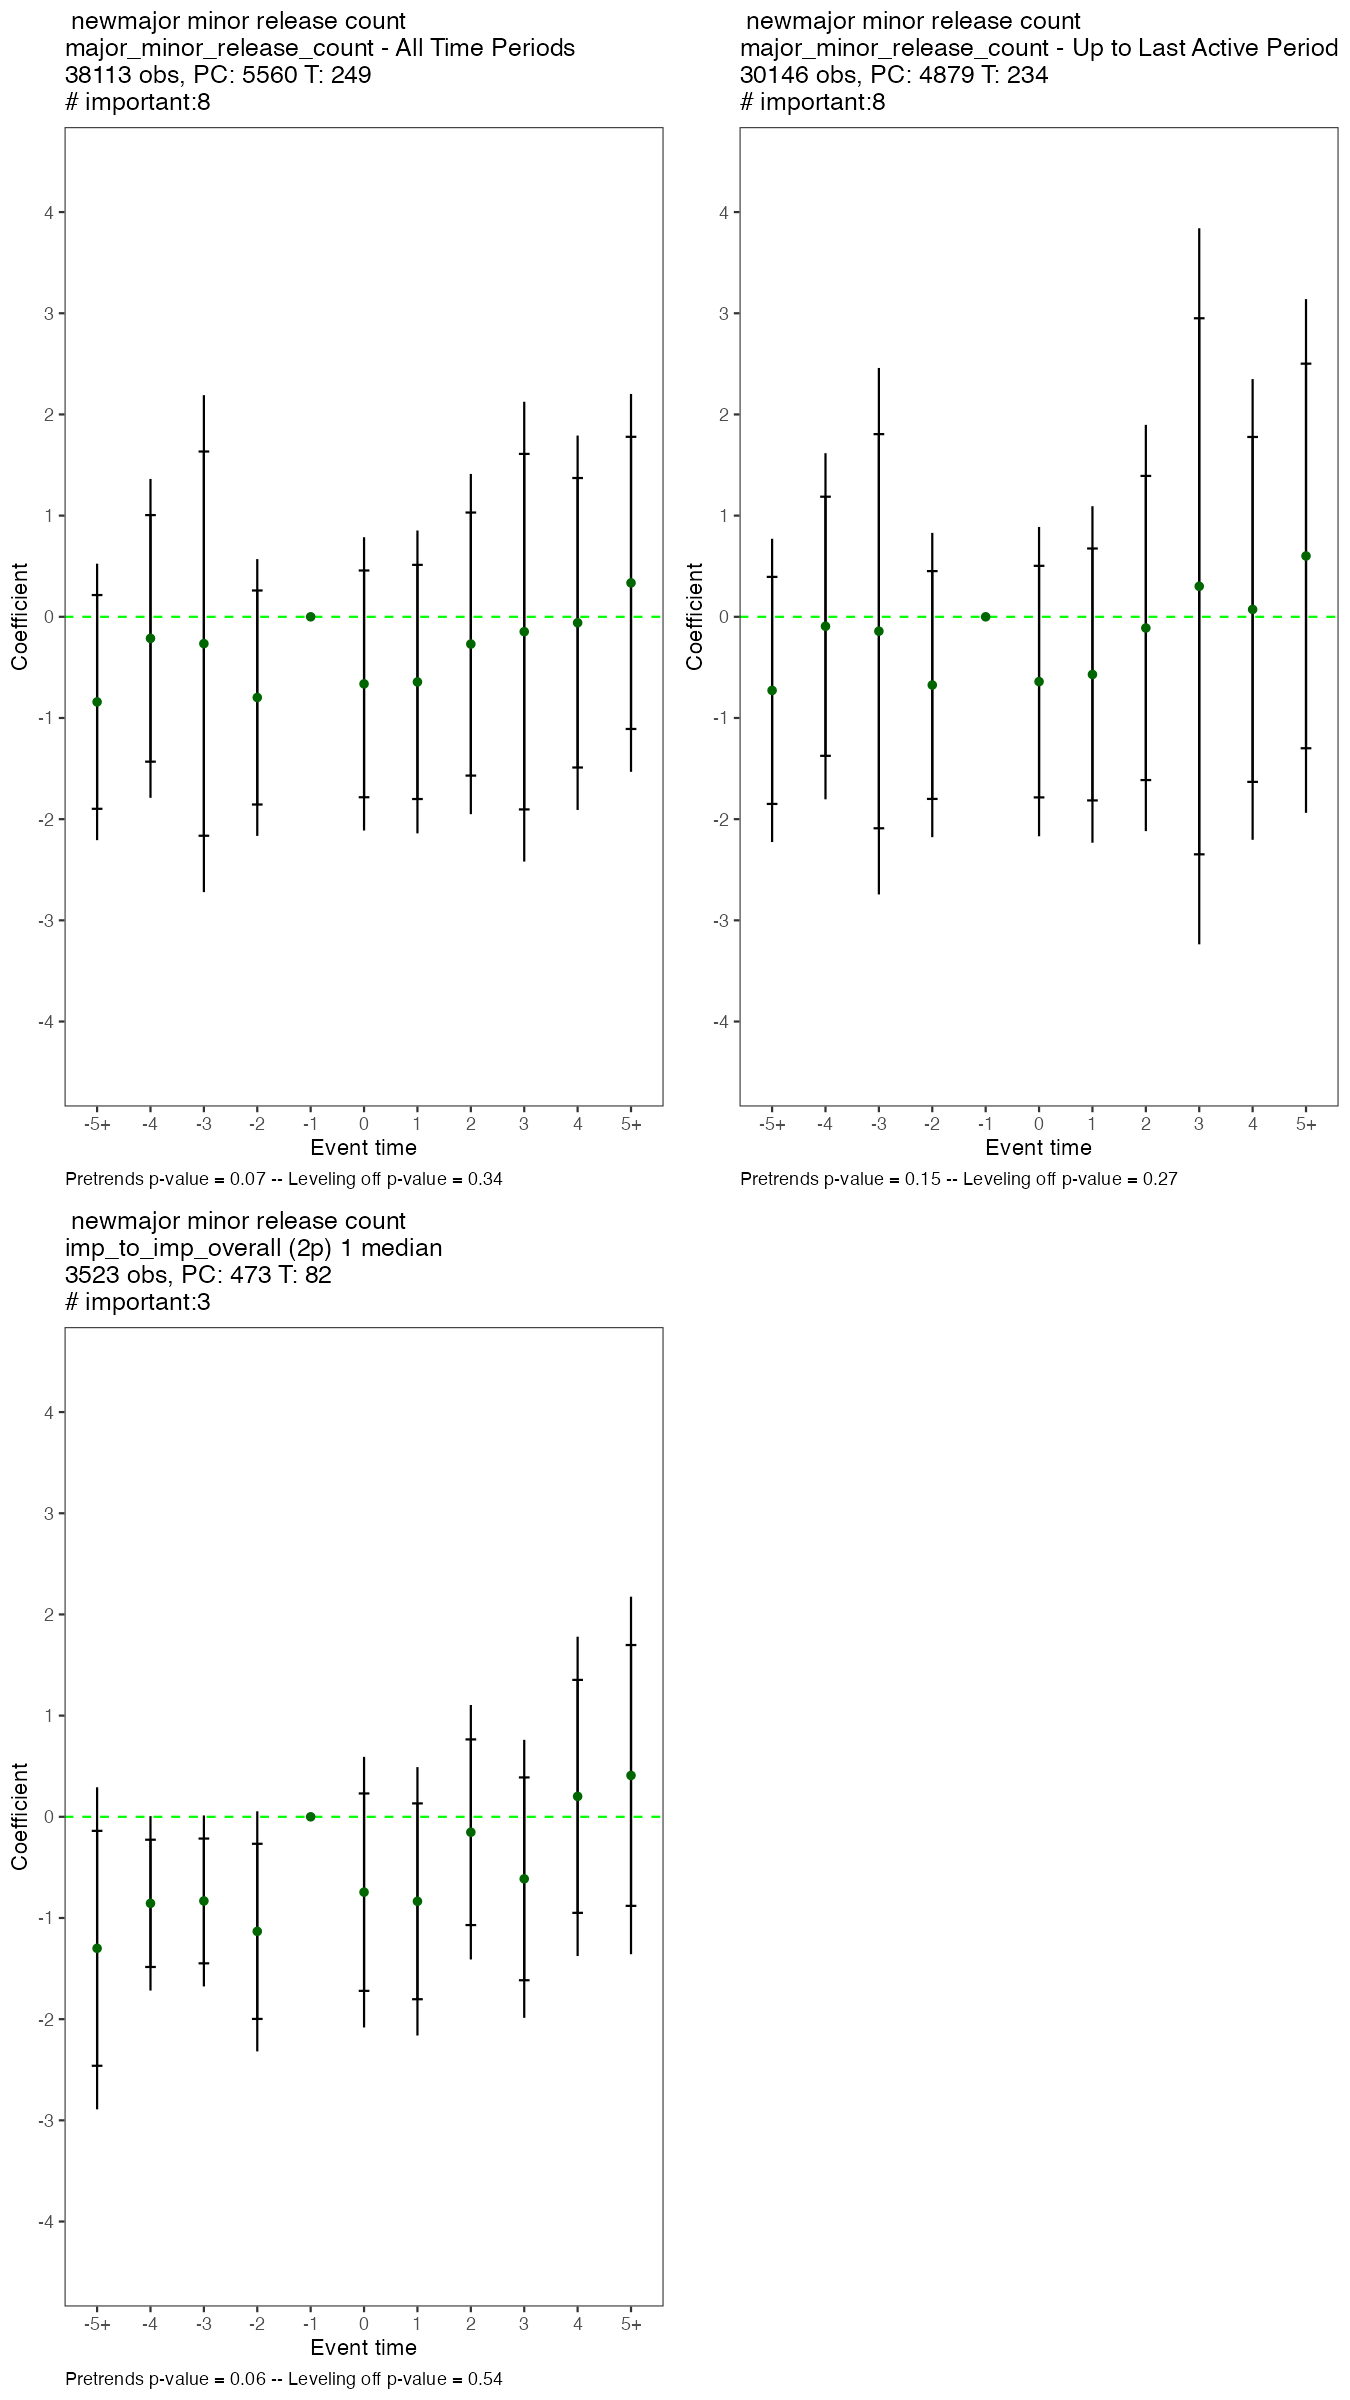 newmajor minor release count
major_minor_release_count - All Time Periods
38113 obs, PC: 5560 T: 249
# important:8
4
3
2
1
0
-1
-2
-3
-4
Coefficient
-5+ -4 -3 -2 -1 0 1 2 3 4 5+
Event time
Pretrends p-value = 0.07 -- Leveling off p-value = 0.34
newmajor minor release count
major_minor_release_count - Up to Last Active Period
30146 obs, PC: 4879 T: 234
# important:8
4
3
2
1
0
-1
-2
-3
-4
Coefficient
-5+ -4 -3 -2 -1 0 1 2 3 4 5+
Event time
Pretrends p-value = 0.15 -- Leveling off p-value = 0.27
newmajor minor release count
imp_to_imp_overall (2p) 1 median
3523 obs, PC: 473 T: 82
# important:3
4
3
2
1
0
-1
-2
-3
-4
Coefficient
-5+ -4 -3 -2 -1 0 1 2 3 4 5+
Event time
Pretrends p-value = 0.06 -- Leveling off p-value = 0.54